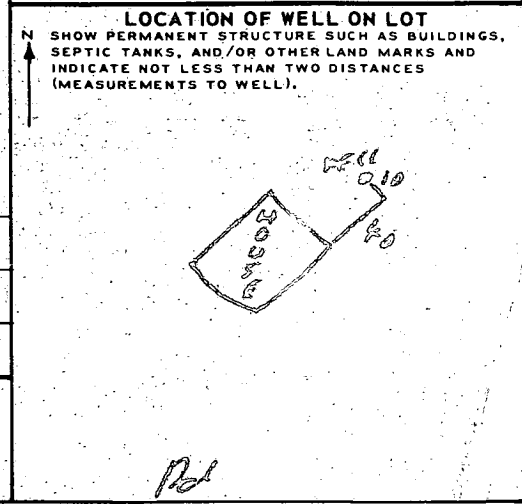 LOCATION OF WELL ON LOT
N SHOW PERMANENT STRUCTURE SUCH AS BUILDINGS,
SEPTIC TANKS, AND/OR OTHER LAND MARKS AND
INDICATE NOT LESS THAN TWO DISTANCES
(MEASUREMENTS TO WELL).
WELL
10
40
HOUSE
Rd